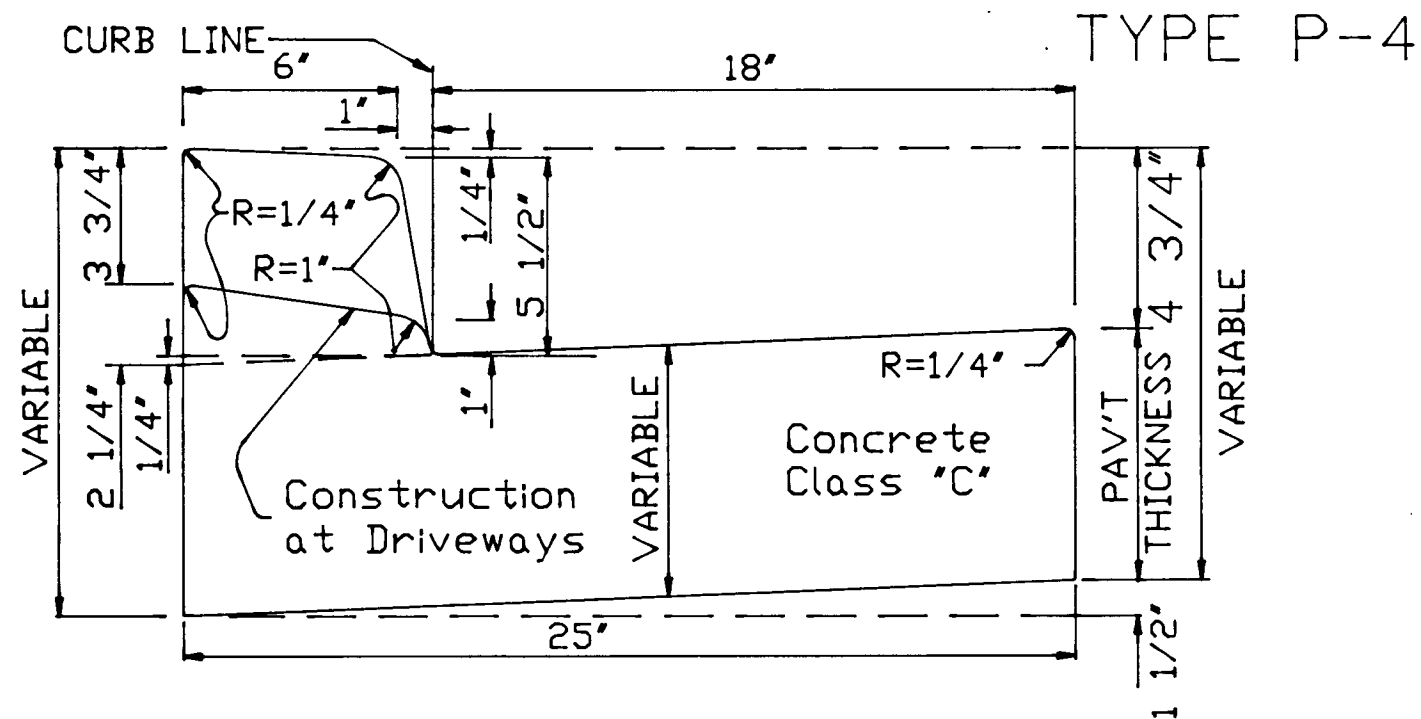 TYPE P-4
CURB LINE
6"
18"
1"
3 3/4"
R=1/4"
1/4"
5 1/2"
4 3/4"
R=1"
VARIABLE
VARIABLE
R=1/4"
2 1/4"
1/4"
1"
VARIABLE
PAV'T
THICKNESS
Concrete
Class "C"
Construction
at Driveways
25"
1 1/2"